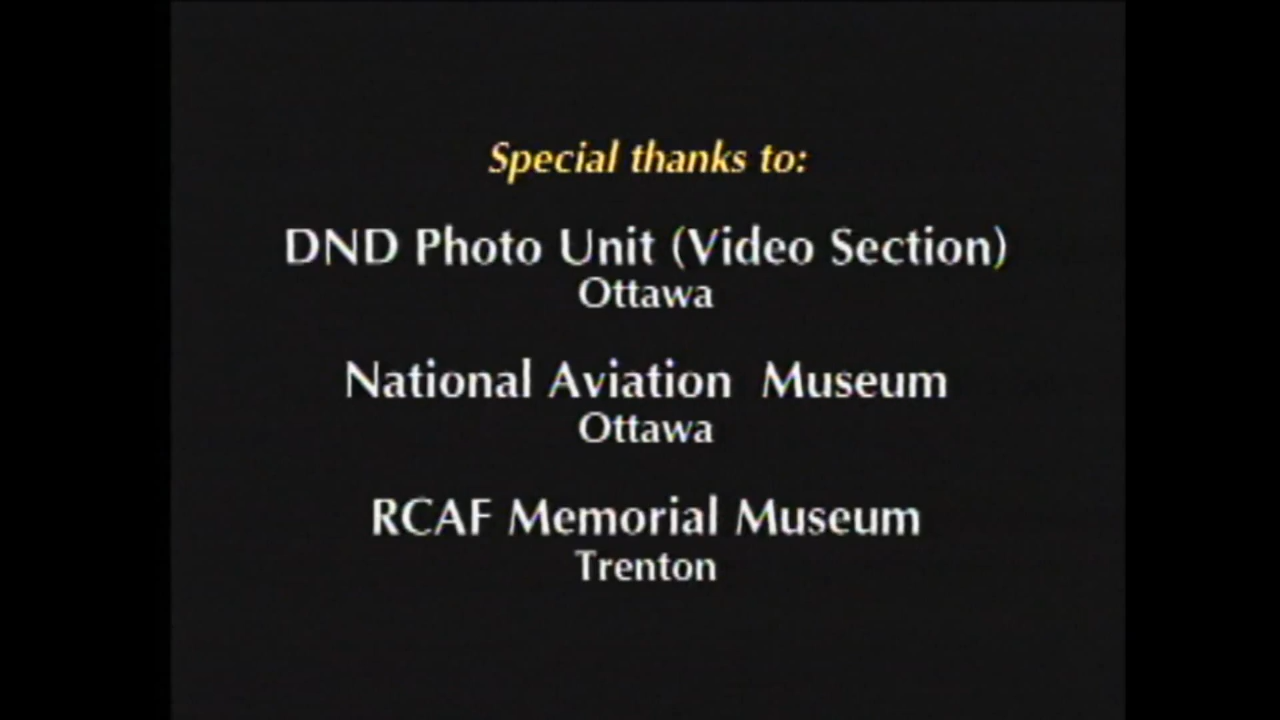 Special thanks to:
DND Photo Unit (Video Section)
Ottawa
National Aviation  Museum
Ottawa
RCAF Memorial Museum
Trenton